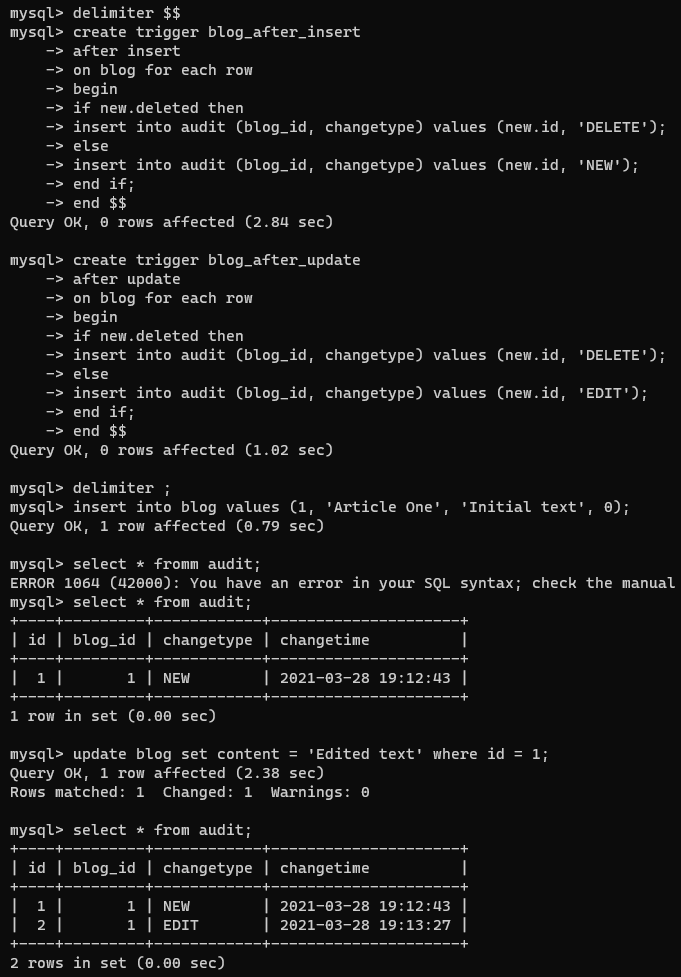 mysql> delimiter $$
mysql> create trigger blog_after_insert
    -> after insert
    -> on blog for each row
    -> begin
    -> if new.deleted then
    -> insert into audit (blog_id, changetype) values (new.id, 'DELETE');
    -> else
    -> insert into audit (blog_id, changetype) values (new.id, 'NEW');
    -> end if;
    -> end $$
Query OK, 0 rows affected (2.84 sec)

mysql> create trigger blog_after_update
    -> after update
    -> on blog for each row
    -> begin
    -> if new.deleted then
    -> insert into audit (blog_id, changetype) values (new.id, 'DELETE');
    -> else
    -> insert into audit (blog_id, changetype) values (new.id, 'EDIT');
    -> end if;
    -> end $$
Query OK, 0 rows affected (1.02 sec)

mysql> delimiter ;
mysql> insert into blog values (1, 'Article One', 'Initial text', 0);
Query OK, 1 row affected (0.79 sec)

mysql> select * fromm audit;
ERROR 1064 (42000): You have an error in your SQL syntax; check the manual
mysql> select * from audit;
+----+---------+------------+---------------------+
| id | blog_id | changetype | changetime          |
+----+---------+------------+---------------------+
|  1 |       1 | NEW        | 2021-03-28 19:12:43 |
+----+---------+------------+---------------------+
1 row in set (0.00 sec)

mysql> update blog set content = 'Edited text' where id = 1;
Query OK, 1 row affected (2.38 sec)
Rows matched: 1  Changed: 1  Warnings: 0

mysql> select * from audit;
+----+---------+------------+---------------------+
| id | blog_id | changetype | changetime          |
+----+---------+------------+---------------------+
|  1 |       1 | NEW        | 2021-03-28 19:12:43 |
|  2 |       1 | EDIT       | 2021-03-28 19:13:27 |
+----+---------+------------+---------------------+
2 rows in set (0.00 sec)